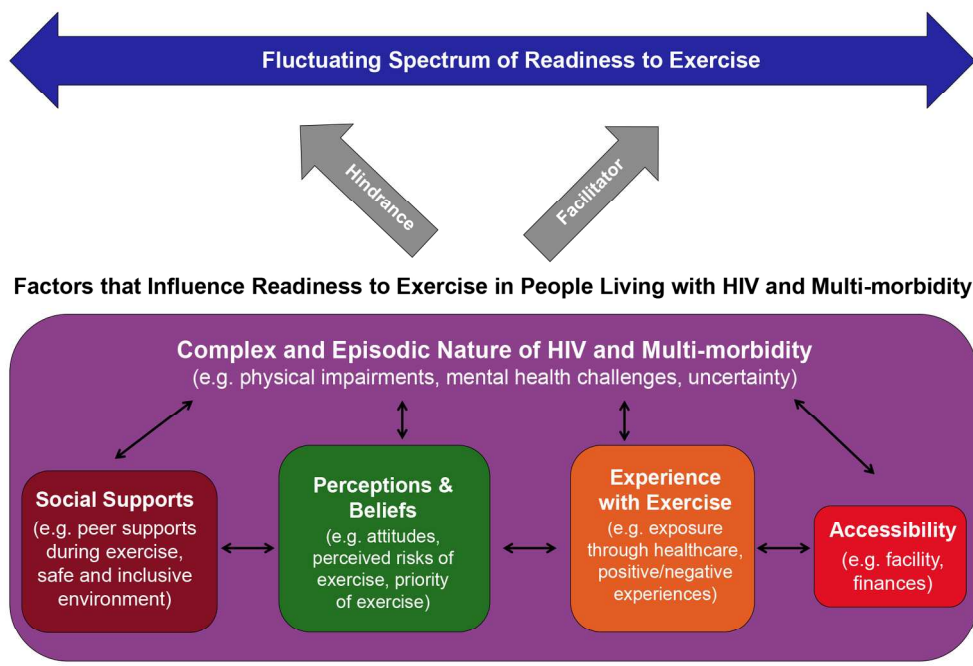 Fluctuating Spectrum of Readiness to Exercise
Hindrance
Facilitator
Factors that Influence Readiness to Exercise in People Living with HIV and Multi-morbidity
Complex and Episodic Nature of HIV and Multi-morbidity
(e.g. physical impairments, mental health challenges, uncertainty)
Social Supports
(e.g. peer supports
during exercise,
safe and inclusive
environment)
Perceptions &
Beliefs
(e.g. attitudes,
perceived risks of
exercise, priority
of exercise)
Experience
with Exercise
(e.g. exposure
through healthcare,
positive/negative
experiences)
Accessibility
(e.g. facility,
finances)